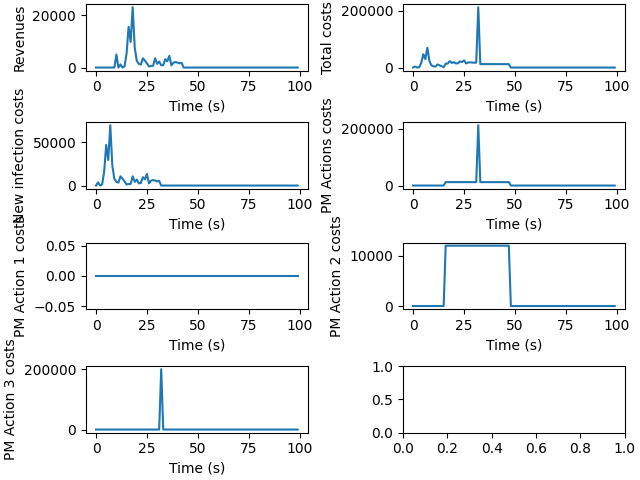 Revenues
20000
0
0 25 50 75 100
Time (s)
Total costs
200000
0
0 25 50 75 100
Time (s)
New infection costs
50000
0
0 25 50 75 100
Time (s)
PM Actions costs
200000
0
0 25 50 75 100
Time (s)
PM Action 1 costs
0.05
0.00
−0.05
0 25 50 75 100
Time (s)
PM Action 2 costs
10000
0
0 25 50 75 100
Time (s)
PM Action 3 costs
200000
0
0 25 50 75 100
Time (s)
1.0
0.5
0.0
0.0 0.2 0.4 0.6 0.8 1.0